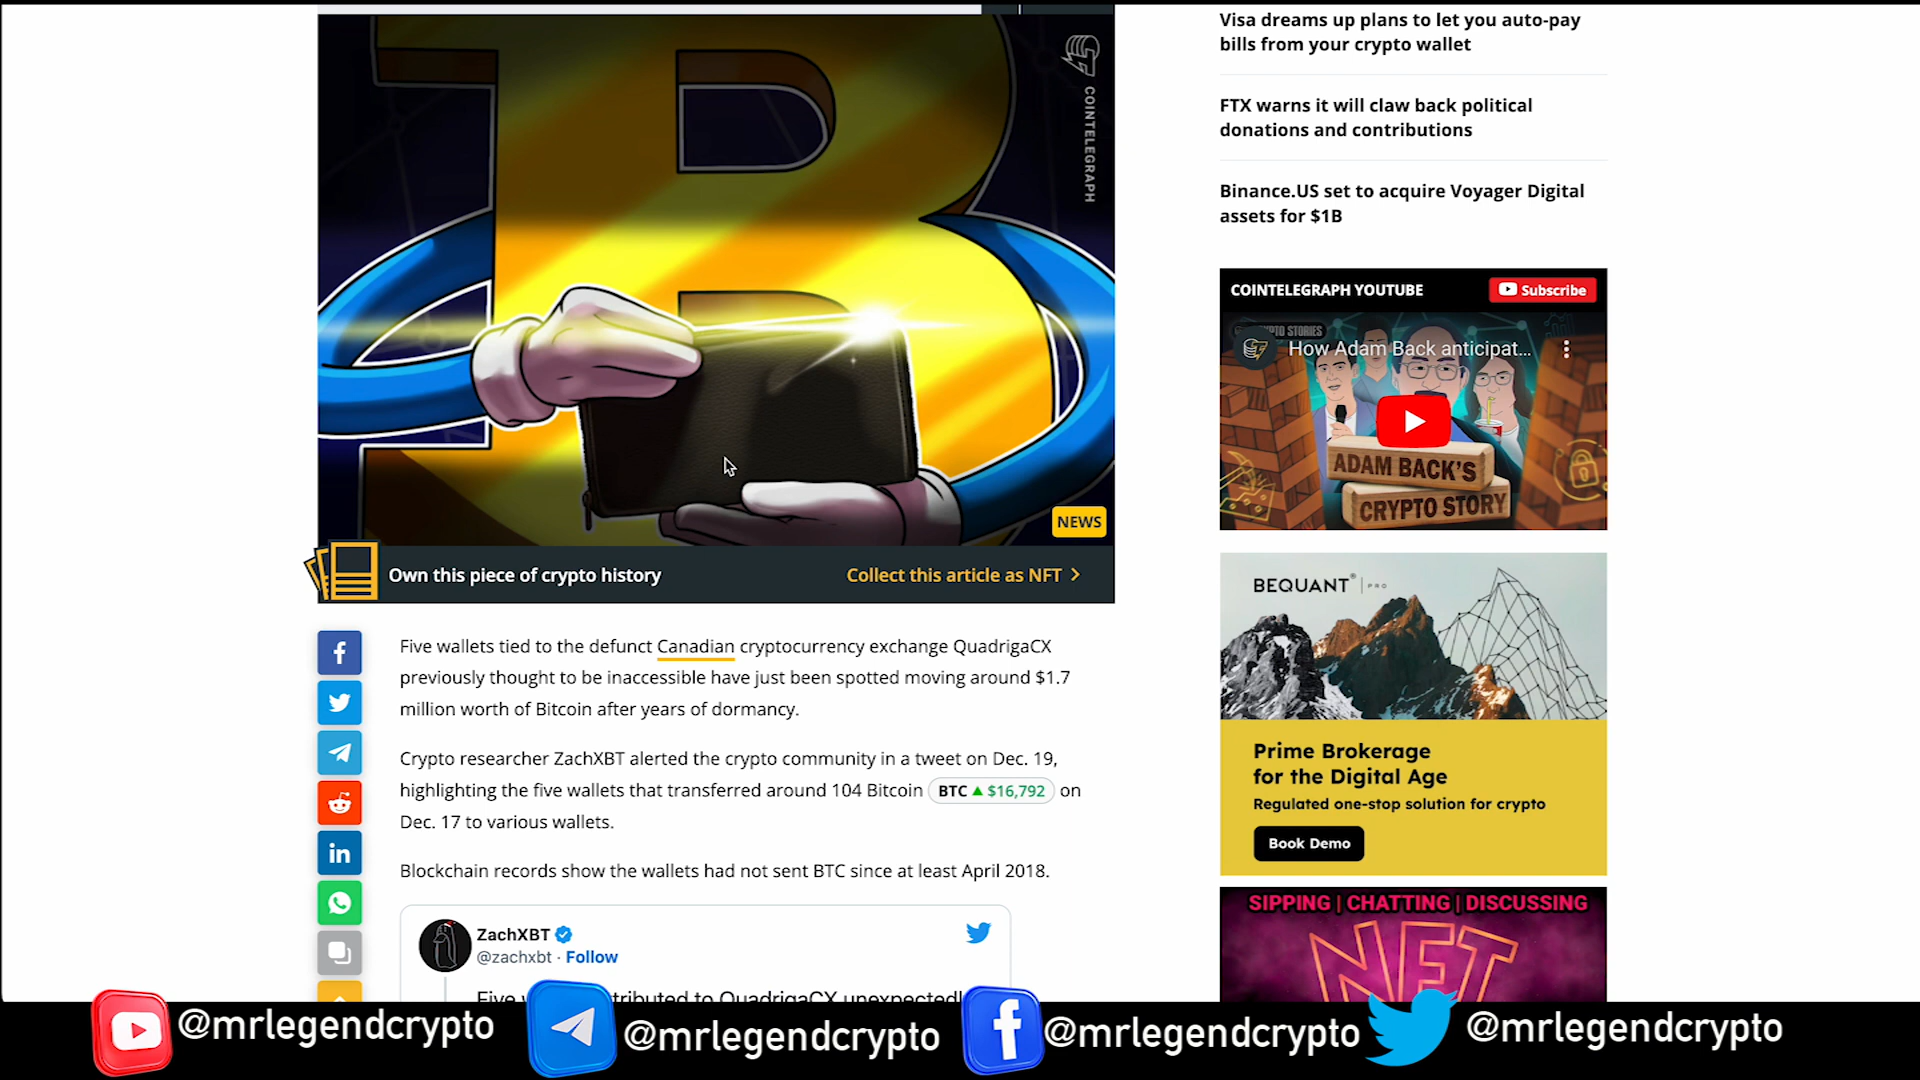 COINTELEGRAPH
NEWS
Own this piece of crypto history
Collect this article as NFT >
Five wallets tied to the defunct Canadian cryptocurrency exchange QuadrigaCX
previously thought to be inaccessible have just been spotted moving around $1.7
million worth of Bitcoin after years of dormancy.
Crypto researcher ZachXBT alerted the crypto community in a tweet on Dec. 19,
highlighting the five wallets that transferred around 104 Bitcoin BTC ▲ $16,792 on
Dec. 17 to various wallets.
Blockchain records show the wallets had not sent BTC since at least April 2018.
ZachXBT
@zachxbt · Follow
Five tributed to QuadrigaCX unexpectedl
Visa dreams up plans to let you auto-pay
bills from your crypto wallet
FTX warns it will claw back political
donations and contributions
Binance.US set to acquire Voyager Digital
assets for $1B
COINTELEGRAPH YOUTUBE
Subscribe
STORIES
How Adam Back anticipat...
ADAM BACK'S
CRYPTO STORY
BEQUANT PRO
Prime Brokerage
for the Digital Age
Regulated one-stop solution for crypto
Book Demo
SIPPING | CHATTING | DISCUSSING
NFT
@mrlegendcrypto
@mrlegendcrypto
@mrlegendcrypto
@mrlegendcrypto